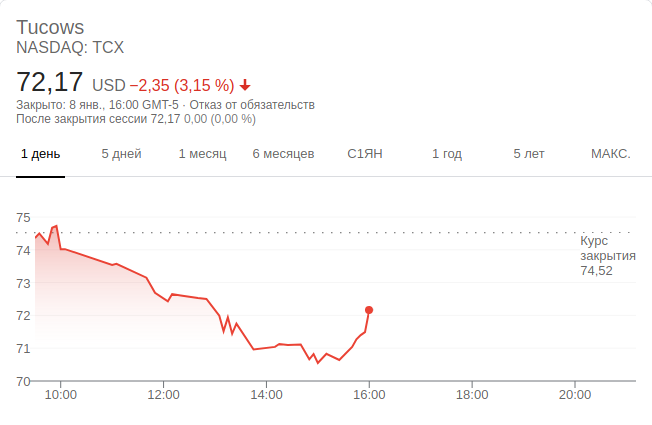 Tucows
NASDAQ: TCX
72,17 USD −2,35 (3,15 %)
Закрыто: 8 янв., 16:00 GMT-5 · Отказ от обязательств
После закрытия сессии 72,17 0,00 (0,00 %)
1 день 5 дней 1 месяц 6 месяцев С1ЯН 1 год 5 лет МАКС.
75
Курс
закрытия
74,52
74
73
72
71
70
10:00 12:00 14:00 16:00 18:00 20:00